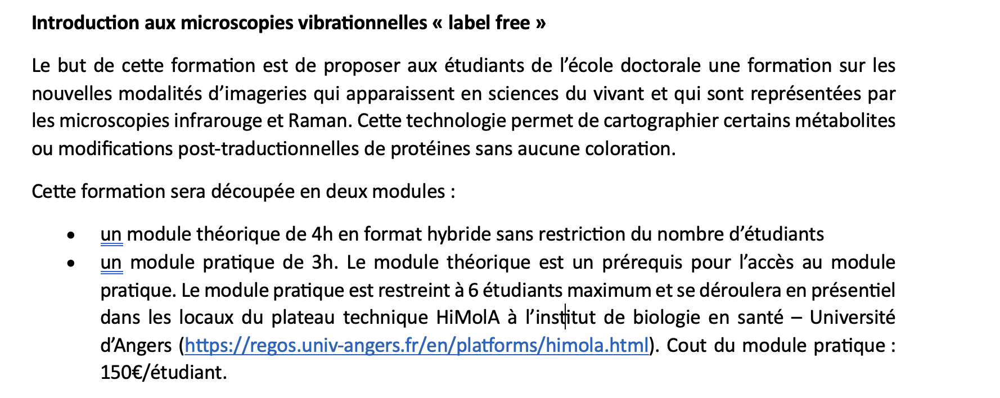 Introduction aux microscopies vibrationnelles « label free »
Le but de cette formation est de proposer aux étudiants de l’école doctorale une formation sur les
nouvelles modalités d’imageries qui apparaissent en sciences du vivant et qui sont représentées par
les microscopies infrarouge et Raman. Cette technologie permet de cartographier certains métabolites
ou modifications post-traductionnelles de protéines sans aucune coloration.
Cette formation sera découpée en deux modules :
• un module théorique de 4h en format hybride sans restriction du nombre d’étudiants
• un module pratique de 3h. Le module théorique est un prérequis pour l’accès au module
pratique. Le module pratique est restreint à 6 étudiants maximum et se déroulera en présentiel
dans les locaux du plateau technique HiMolA à l’institut de biologie en santé – Université
d’Angers (https://regos.univ-angers.fr/en/platforms/himola.html). Cout du module pratique :
150€/étudiant.